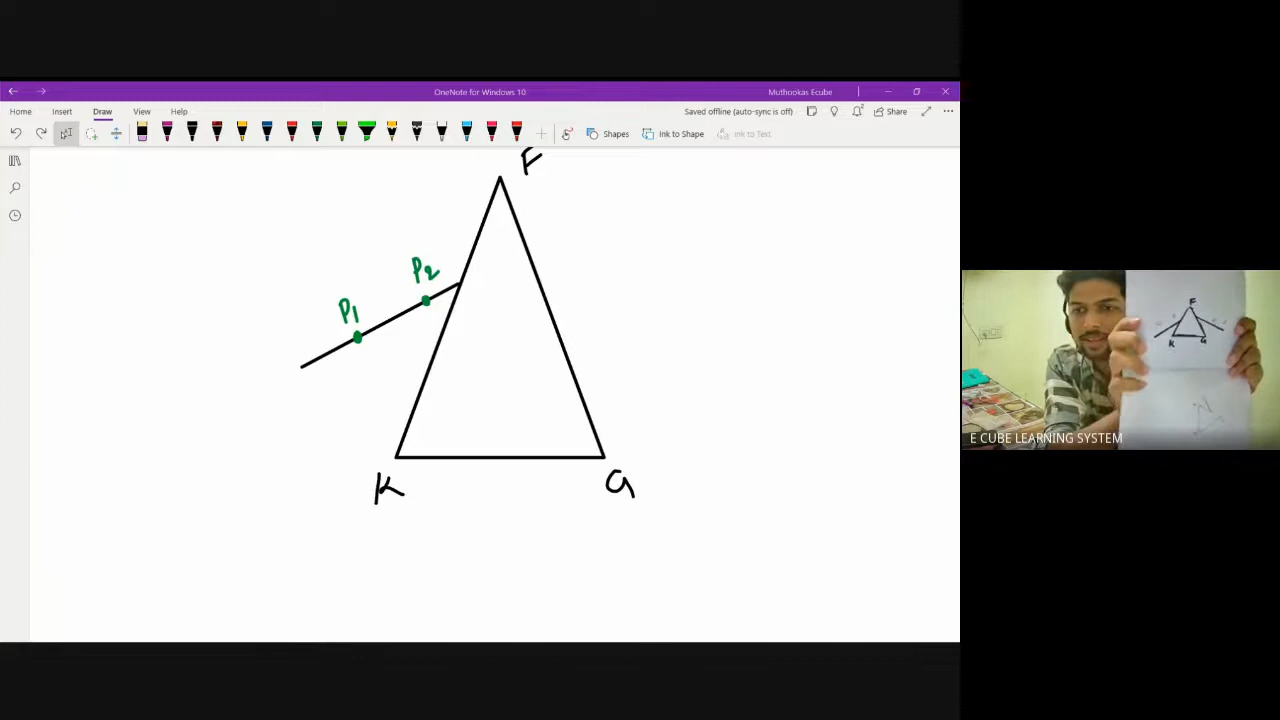 OneNote for Windows 10
Muthookas Ecube
Home Insert Draw View Help
Saved offline (auto-sync is off)
Share
Shapes
Ink to Shape
Ink to Text
F
P2
P1
K
G
F
K
G
E CUBE LEARNING SYSTEM